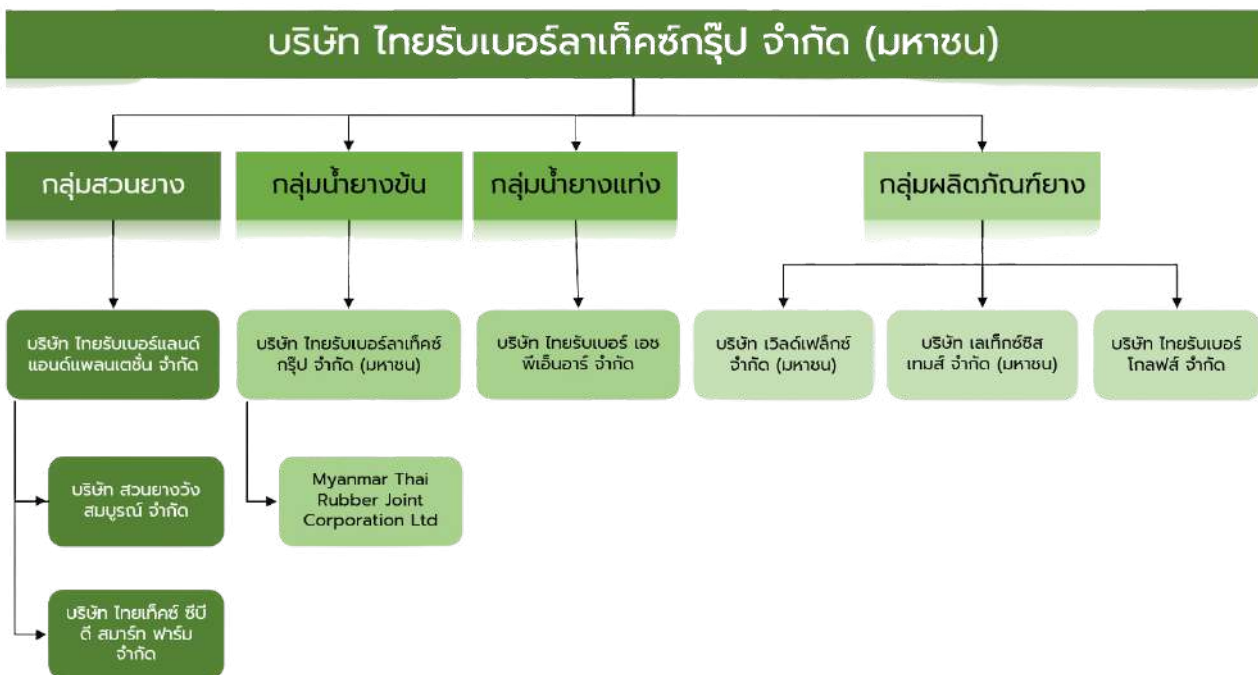 บริษัท ไทยรับเบอร์ลาเท็คซ์กรุ๊ป จำกัด (มหาชน)
กลุ่มสวนยาง
กลุ่มน้ำยางข้น
กลุ่มน้ำยางแท่ง
กลุ่มผลิตภัณฑ์ยาง
บริษัท ไทยรับเบอร์แลนด์
แอนด์แพลนเตชั่น จำกัด
บริษัท ไทยรับเบอร์ลาเท็คซ์
กรุ๊ป จำกัด (มหาชน)
บริษัท ไทยรับเบอร์ เอช
พีเอ็นอาร์ จำกัด
บริษัท เวิลด์เฟล็กซ์
จำกัด (มหาชน)
บริษัท เลเท็กซ์ซิส
เทมส์ จำกัด (มหาชน)
บริษัท ไทยรับเบอร์
โกลฟส์ จำกัด
บริษัท สวนยางวัง
สมบูรณ์ จำกัด
Myanmar Thai
Rubber Joint
Corporation Ltd
บริษัท ไทยเท็คซ์ ซีบี
ดี สมาร์ท ฟาร์ม
จำกัด